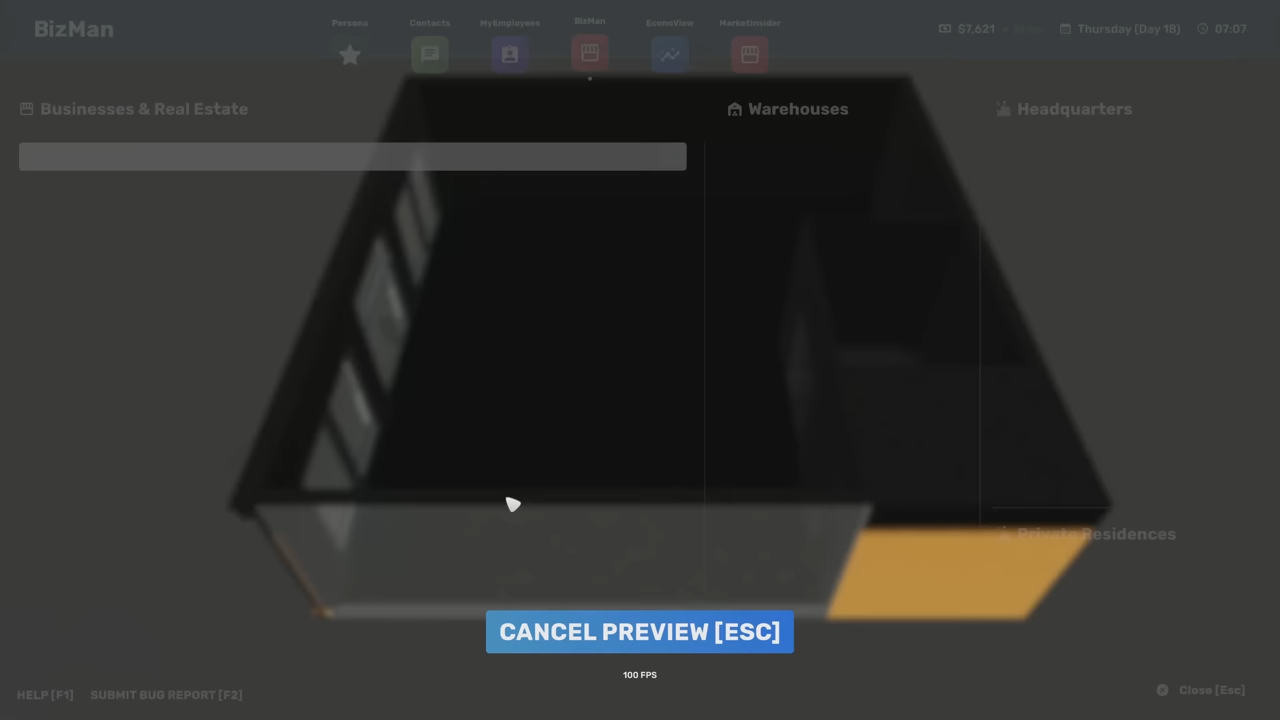 BizMan
Persona
Contacts
MyEmployees
BizMan
EconoView
MarketInsider
$7,621
Thursday (Day 18)
07:07
Businesses & Real Estate
Warehouses
Headquarters
Private Residences
CANCEL PREVIEW [ESC]
100 FPS
HELP [F1]
SUBMIT BUG REPORT [F2]
Close [Esc]